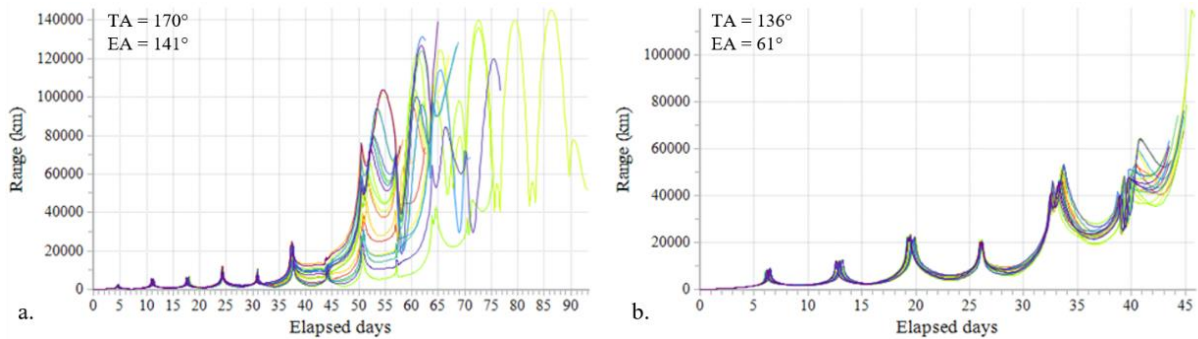 TA = 170°
EA = 141°
140000
120000
100000
80000
60000
40000
20000
0
Range (km)
0 5 10 15 20 25 30 35 40 45 50 55 60 65 70 75 80 85 90
Elapsed days
a.
TA = 136°
EA = 61°
100000
80000
60000
40000
20000
0
Range (km)
0 5 10 15 20 25 30 35 40 45
Elapsed days
b.